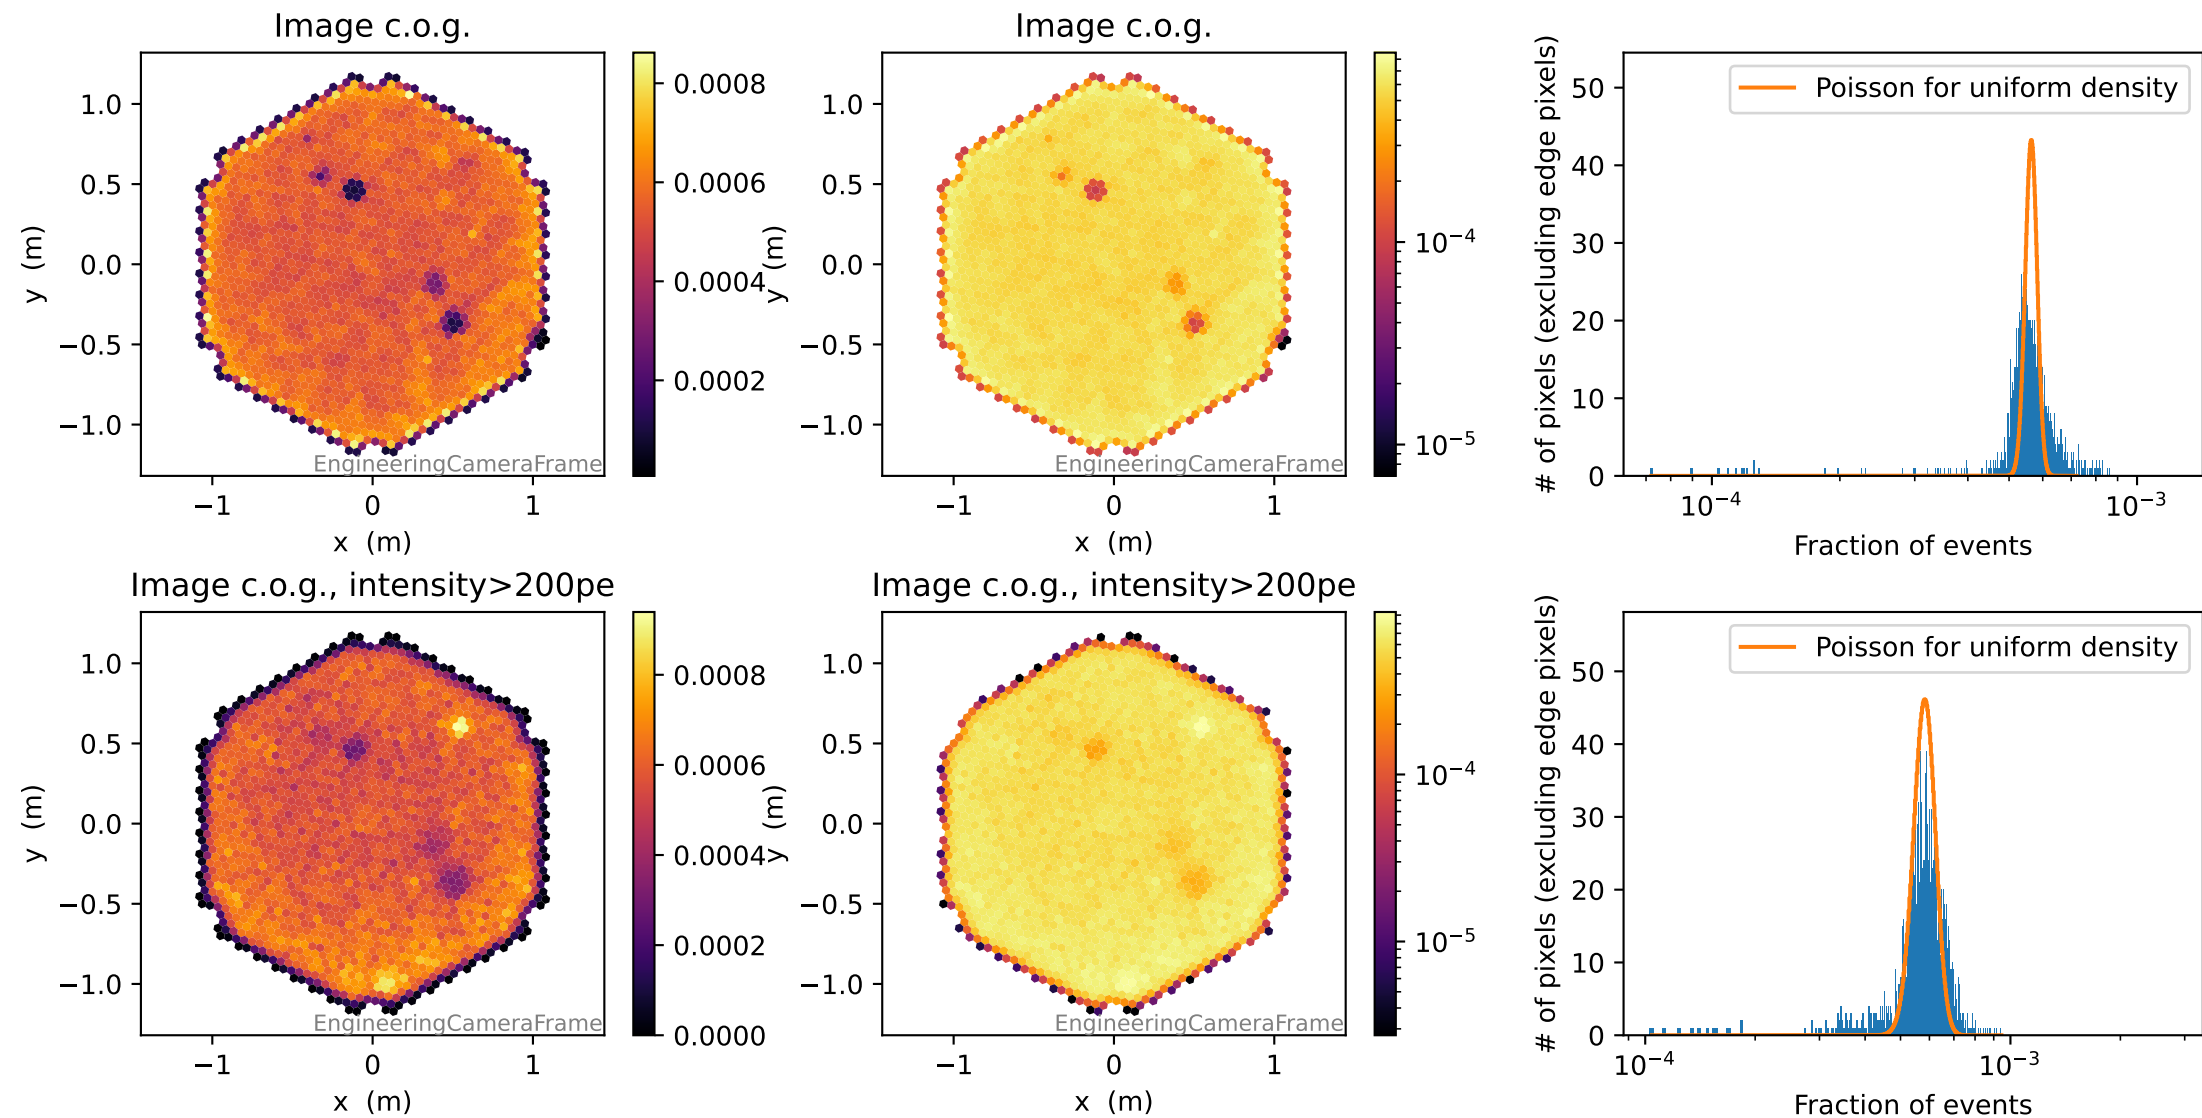 Image c.o.g.
y (m)
1.0
0.5
0.0
−0.5
−1.0
−1
0
1
x (m)
EngineeringCameraFrame
0.0008
0.0006
0.0004
0.0002
Image c.o.g.
y (m)
1.0
0.5
0.0
−0.5
−1.0
−1
0
1
x (m)
EngineeringCameraFrame
10⁻⁴
10⁻⁵
# of pixels (excluding edge pixels)
50
40
30
20
10
0
Poisson for uniform density
10⁻⁴
10⁻³
Fraction of events
Image c.o.g., intensity>200pe
y (m)
1.0
0.5
0.0
−0.5
−1.0
−1
0
1
x (m)
EngineeringCameraFrame
0.0008
0.0006
0.0004
0.0002
0.0000
Image c.o.g., intensity>200pe
y (m)
1.0
0.5
0.0
−0.5
−1.0
−1
0
1
x (m)
EngineeringCameraFrame
10⁻⁴
10⁻⁵
# of pixels (excluding edge pixels)
50
40
30
20
10
0
Poisson for uniform density
10⁻⁴
10⁻³
Fraction of events